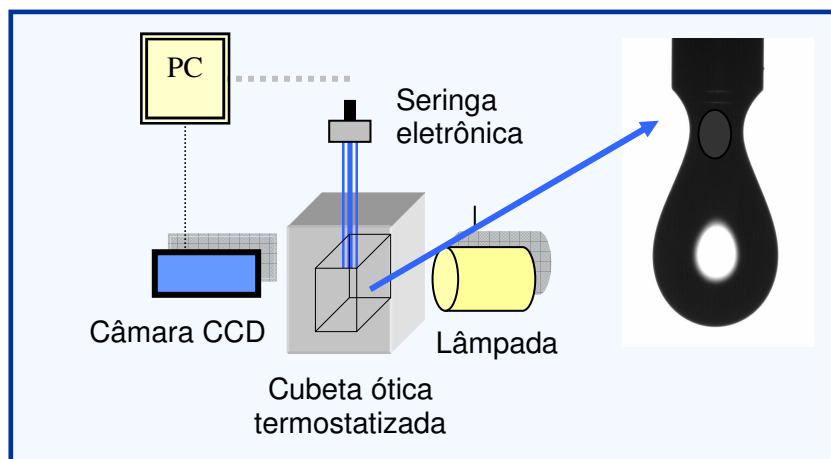 PC
Seringa
eletrônica
Câmara CCD
Lâmpada
Cubeta ótica
termostatizada